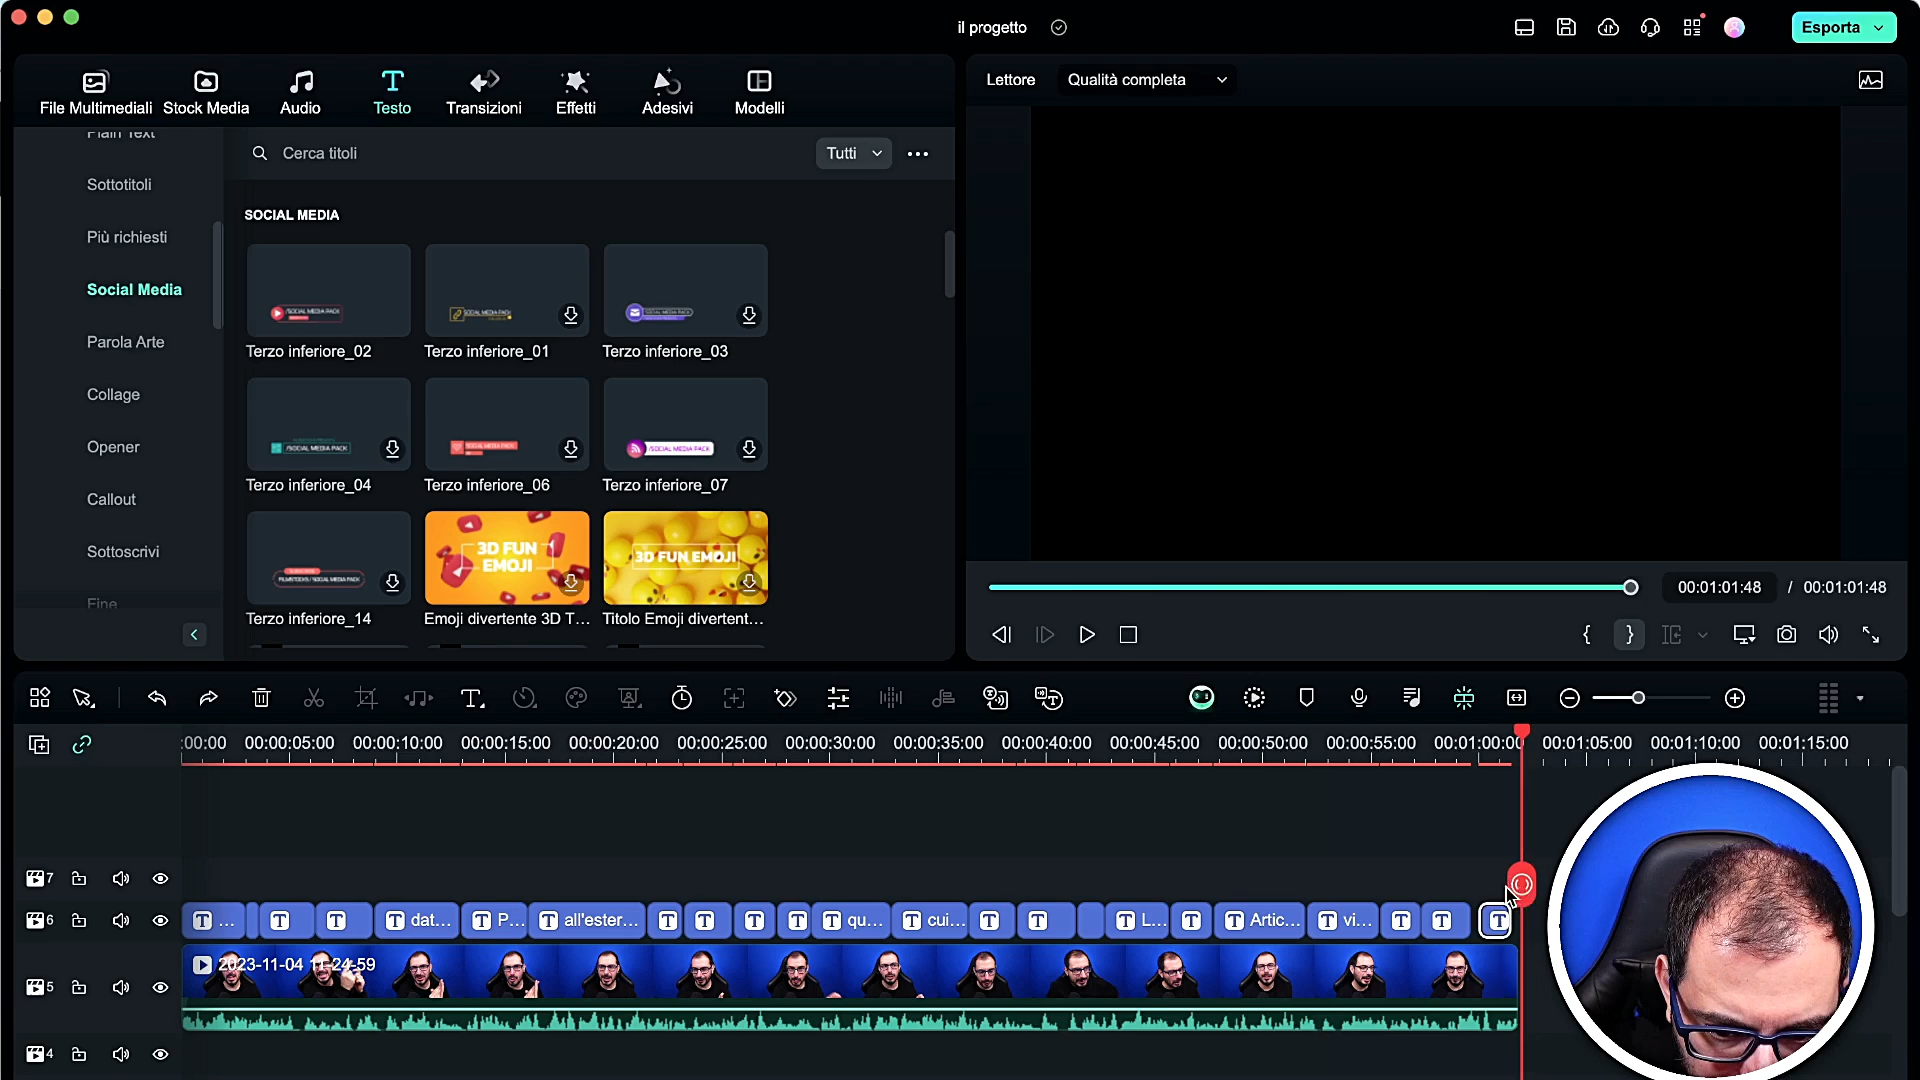 il progetto
Esporta
File Multimediali
Stock Media
Audio
Testo
Transizioni
Effetti
Adesivi
Modelli
Lettore
Qualità completa
Plain Text
Sottotitoli
Più richiesti
Social Media
Parola Arte
Collage
Opener
Callout
Sottoscrivi
Fine
Cerca titoli
Tutti
SOCIAL MEDIA
/SOCIAL MEDIA PACK
SOCIAL MEDIA PACK
SOCIAL MEDIA PACK
Terzo inferiore_02
Terzo inferiore_01
Terzo inferiore_03
/SOCIAL MEDIA PACK
SOCIAL MEDIA PACK
/SOCIAL MEDIA PACK
Terzo inferiore_04
Terzo inferiore_06
Terzo inferiore_07
FILMSTOCKS / SOCIAL MEDIA PACK
3D FUN
EMOJI
3D FUN EMOJI
Terzo inferiore_14
Emoji divertente 3D T...
Titolo Emoji divertent...
00:01:01:48 / 00:01:01:48
:00:00 00:00:05:00 00:00:10:00 00:00:15:00 00:00:20:00 00:00:25:00 00:00:30:00 00:00:35:00 00:00:40:00 00:00:45:00 00:00:50:00 00:00:55:00 00:01:00:00 00:01:05:00 00:01:10:00 00:01:15:00
7
6
T ... T T T dat... T P... T all'ester... T T T T T qu... T cui... T T T L... T T Artic... T vi... T T T
5
2023-11-04 11-24-59
4